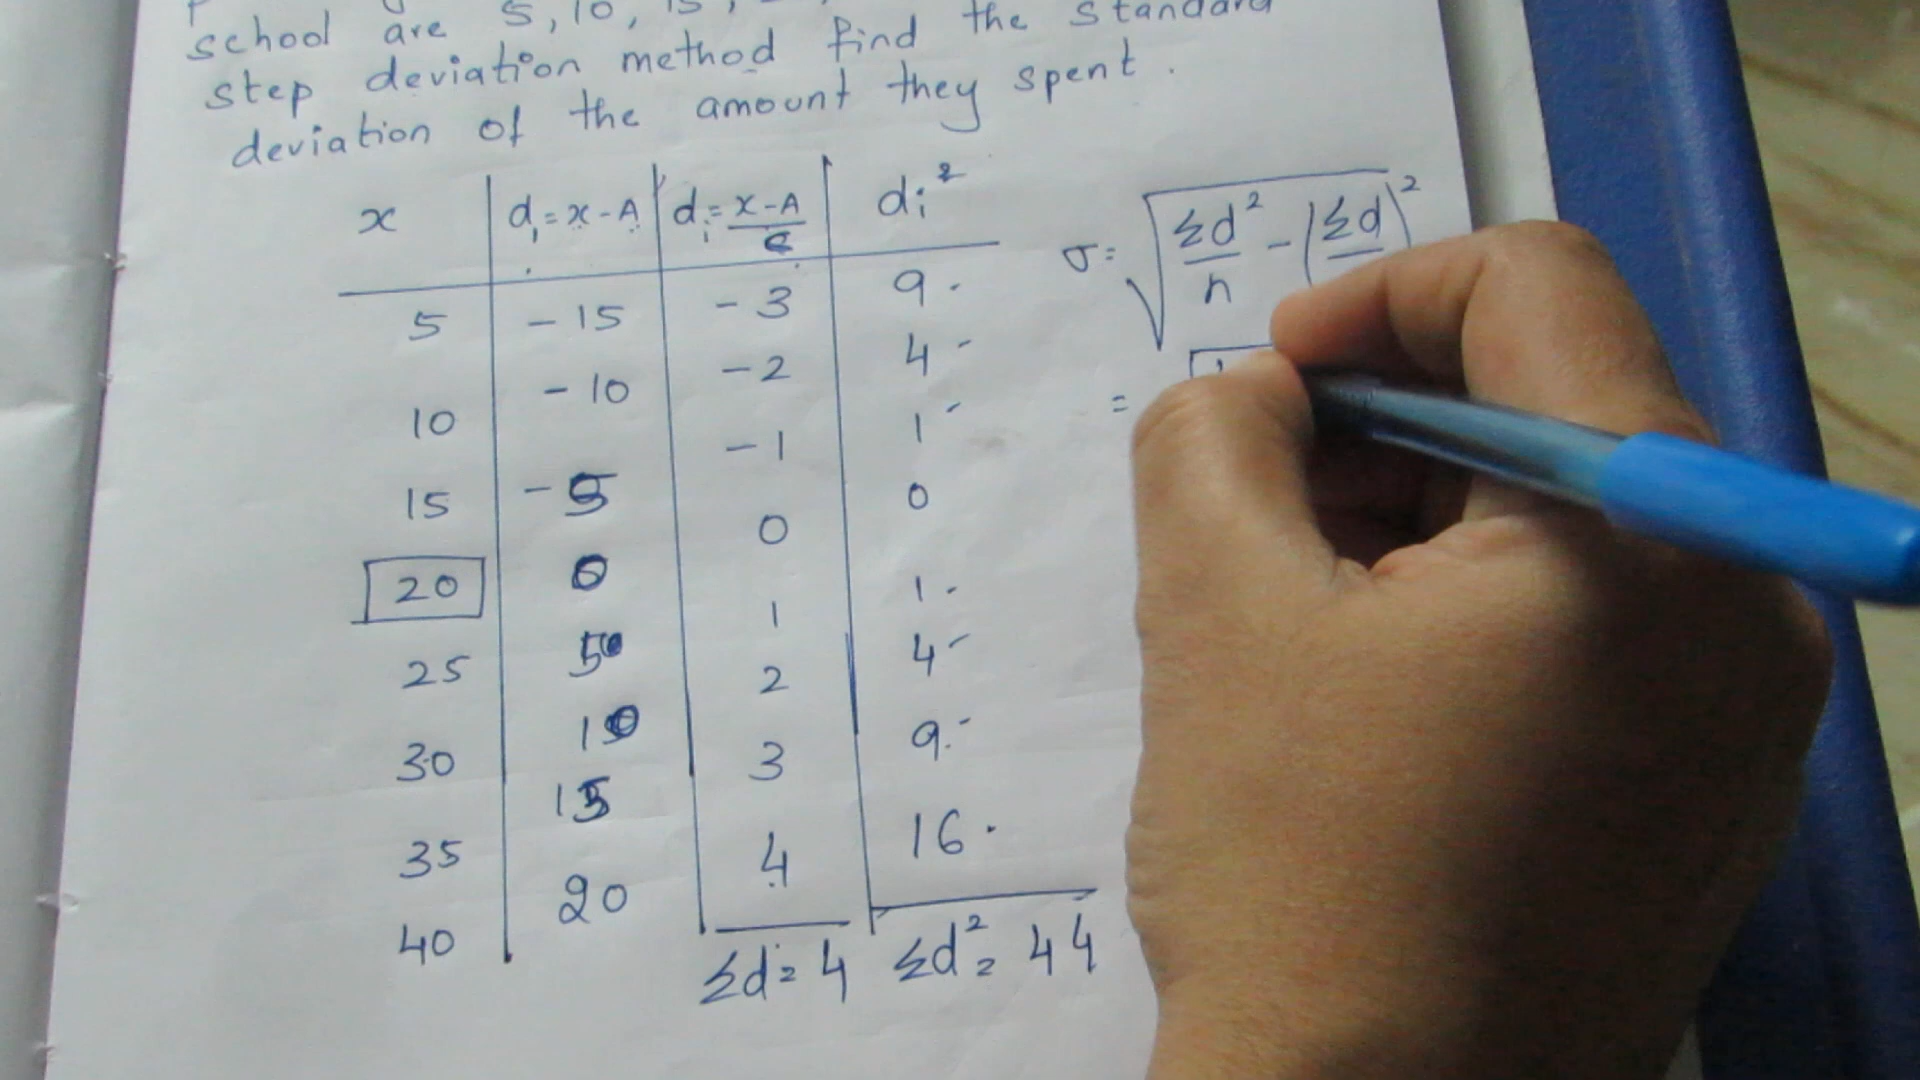 school are 5, 10, 15,
step deviation method find the standard
deviation of the amount they spent.
x d₁=x-A dᵢ=x-A/c dᵢ²
5 -15 -3 9
10 -10 -2 4
15 -5 -1 1
20 0 0 0
25 5 1 1
30 10 2 4
35 15 3 9
40 20 4 16
Σd=4 Σd²=44
σ= √Σd²/n - (Σd)²
=